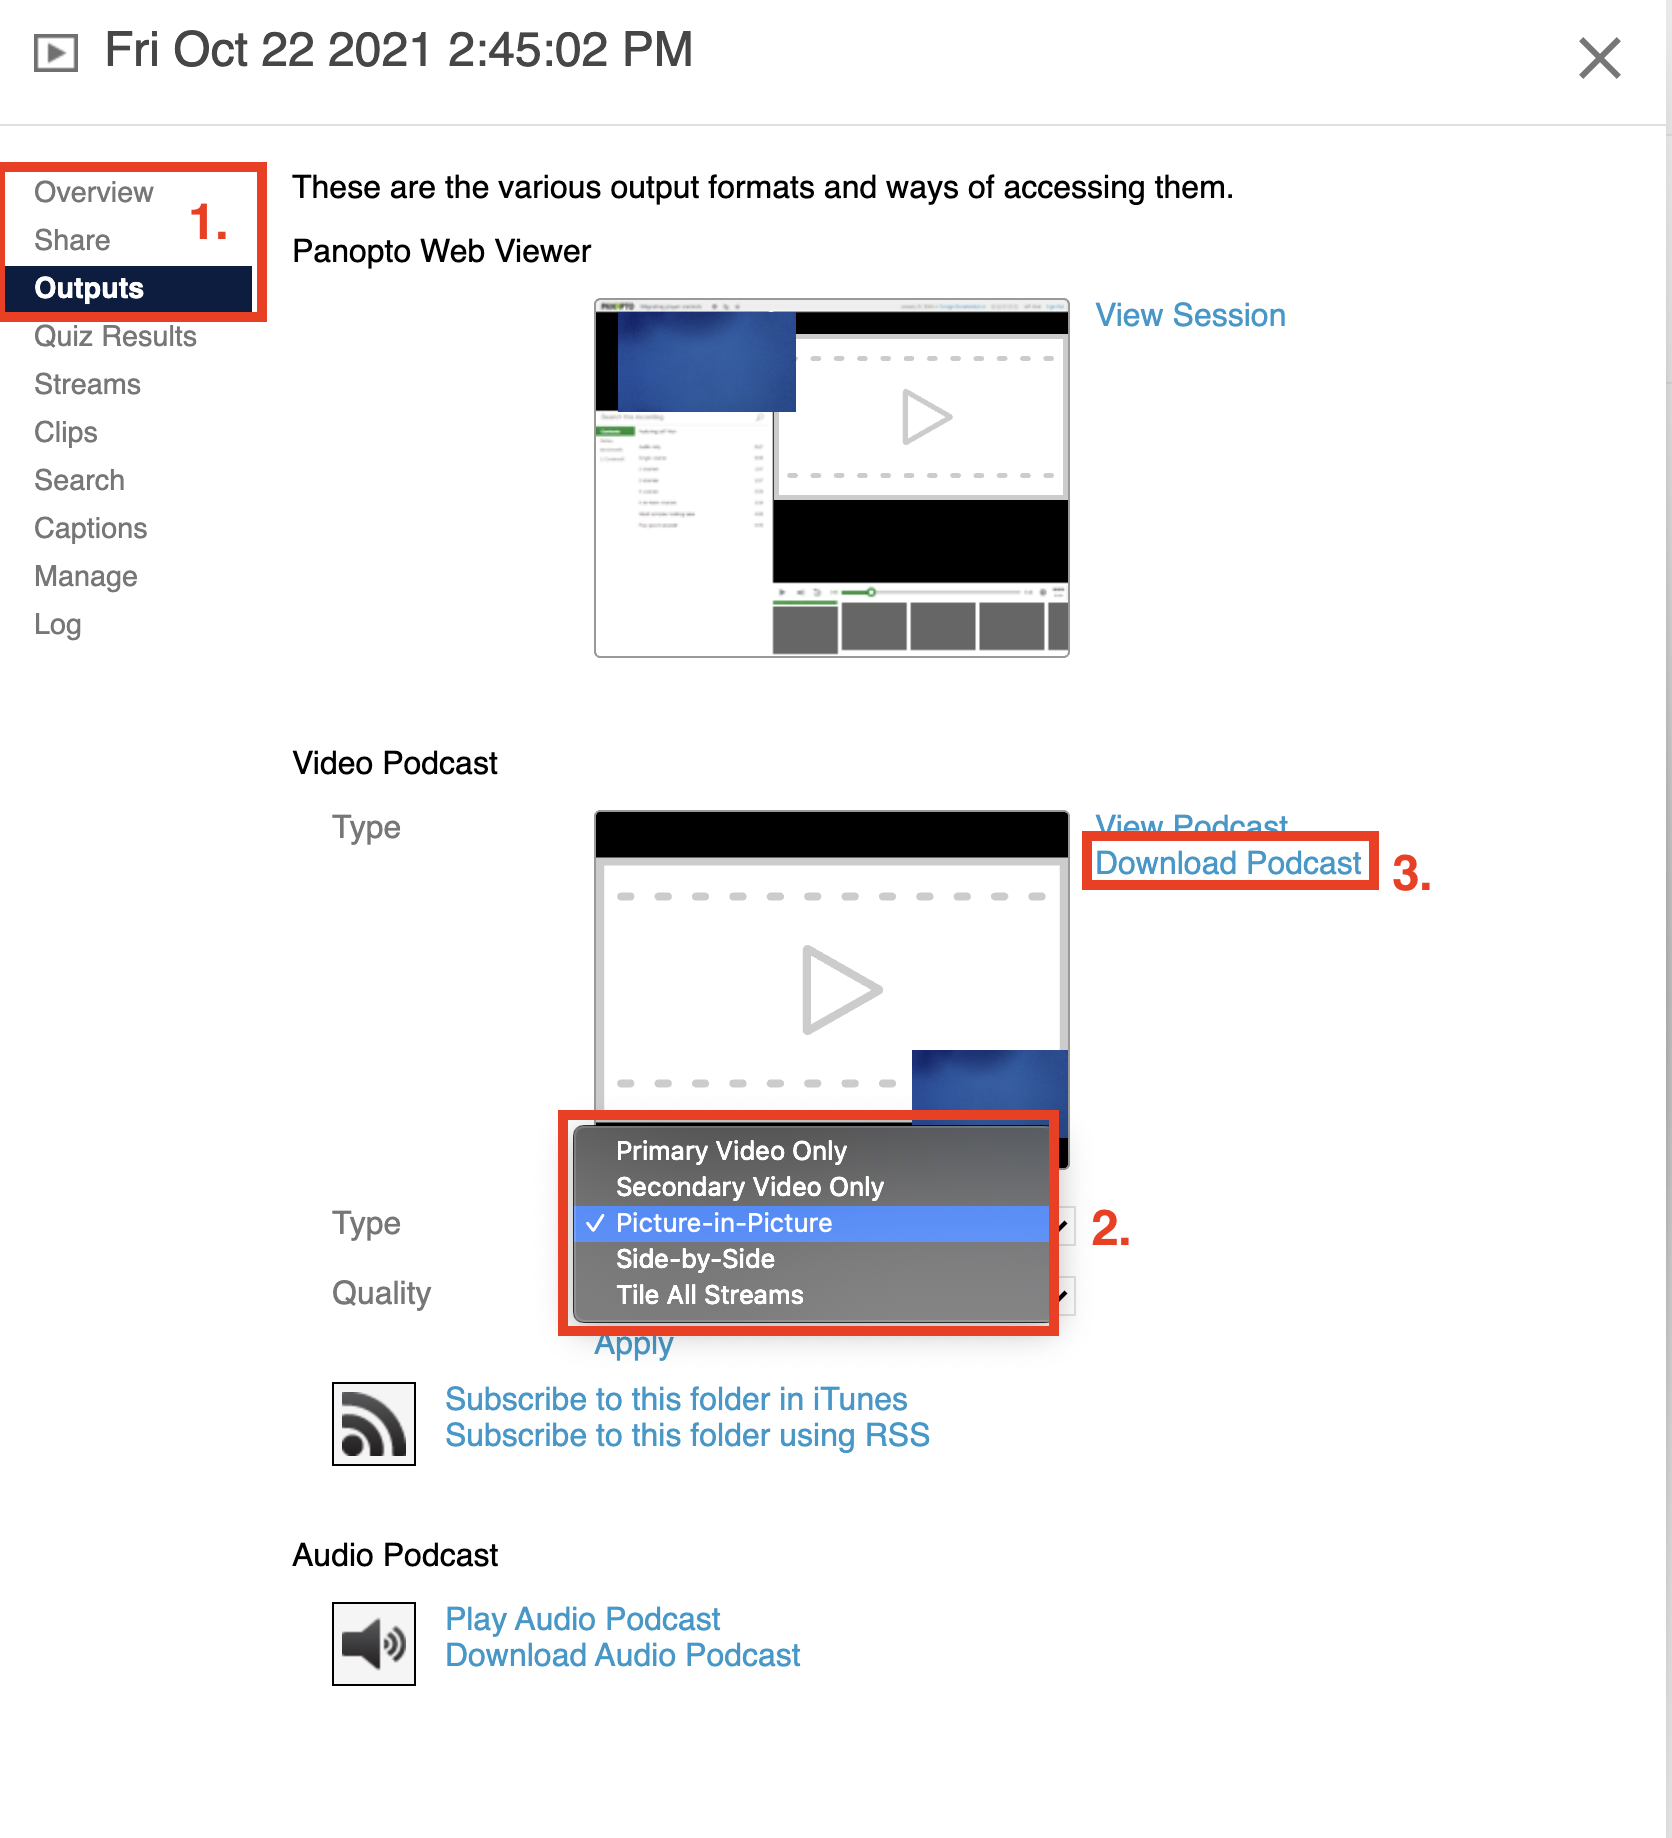 Fri Oct 22 2021 2:45:02 PM
Overview
Share
1.
Outputs
Quiz Results
Streams
Clips
Search
Captions
Manage
Log
These are the various output formats and ways of accessing them.
Panopto Web Viewer
View Session
Video Podcast
Type
View Podcast
Download Podcast
3.
Primary Video Only
Secondary Video Only
Type
✓ Picture-in-Picture
2.
Side-by-Side
Quality
Tile All Streams
Apply
Subscribe to this folder in iTunes
Subscribe to this folder using RSS
Audio Podcast
Play Audio Podcast
Download Audio Podcast